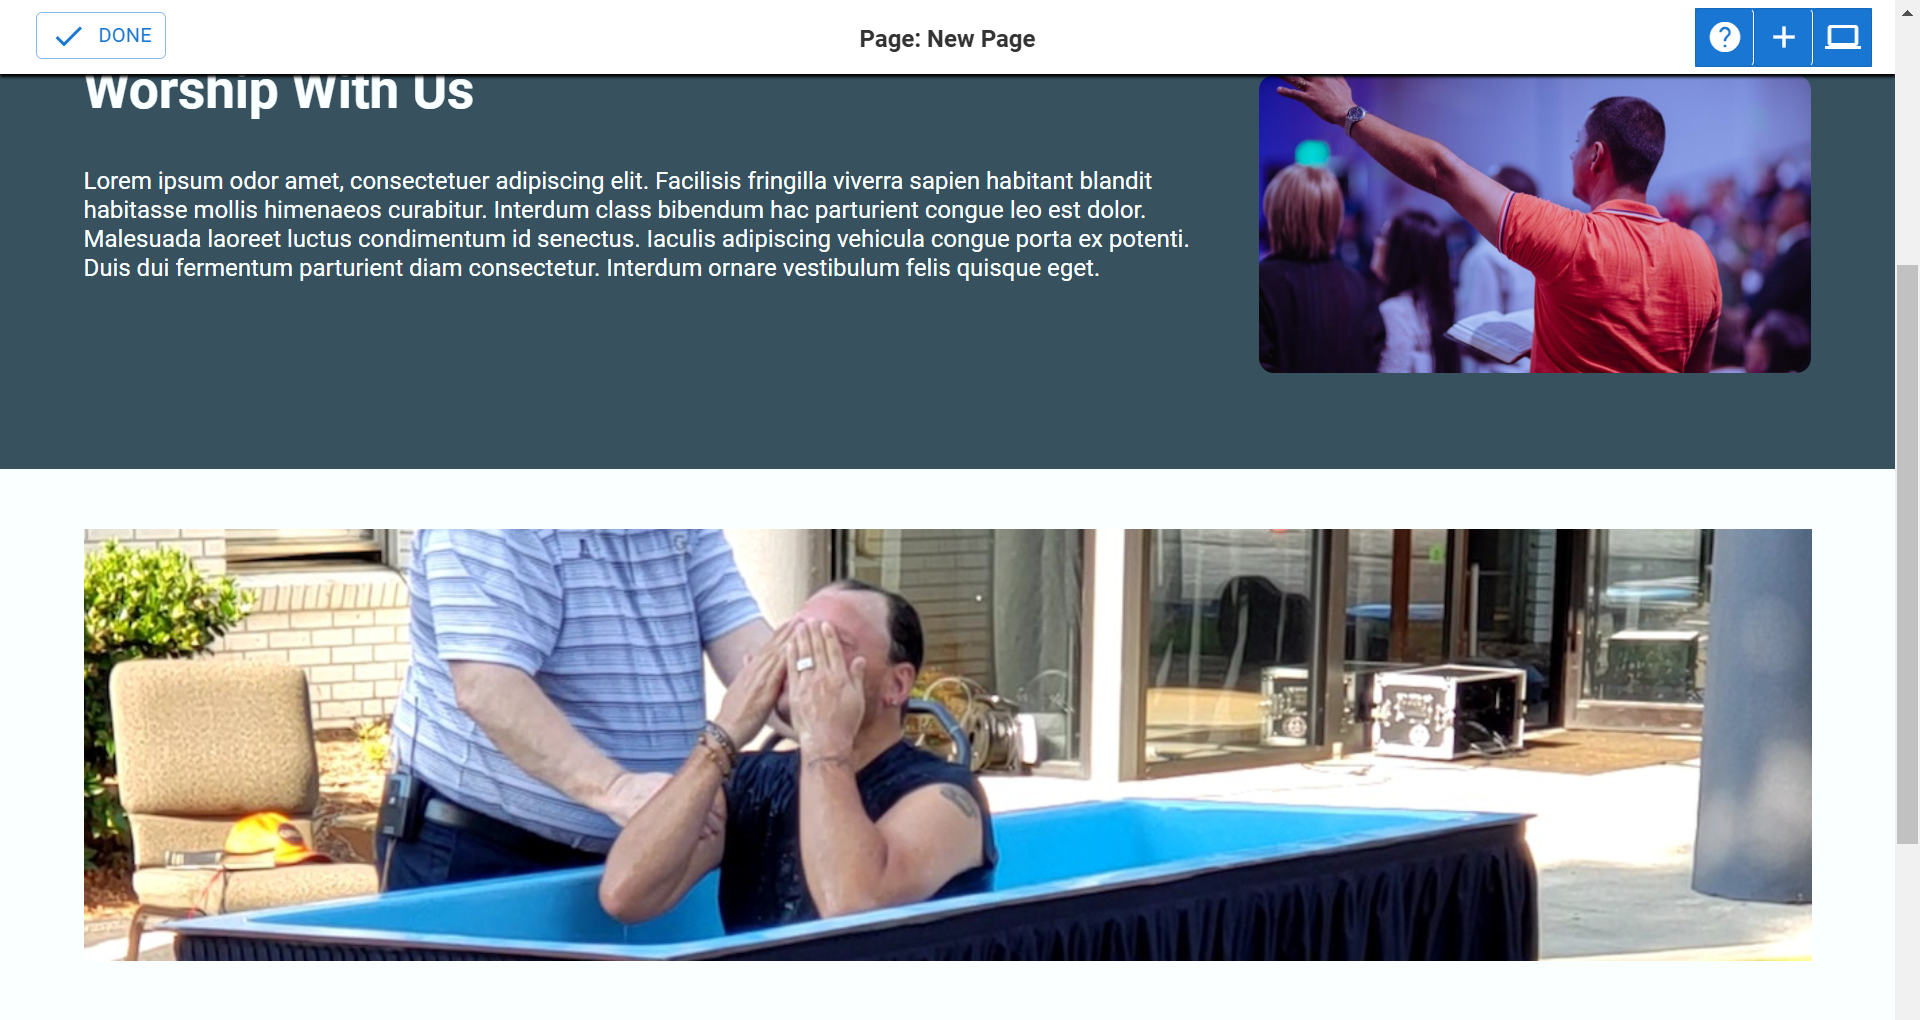 DONE
Page: New Page
Worship With Us
Lorem ipsum odor amet, consectetuer adipiscing elit. Facilisis fringilla viverra sapien habitant blandit
habitasse mollis himenaeos curabitur. Interdum class bibendum hac parturient congue leo est dolor.
Malesuada laoreet luctus condimentum id senectus. Iaculis adipiscing vehicula congue porta ex potenti.
Duis dui fermentum parturient diam consectetur. Interdum ornare vestibulum felis quisque eget.